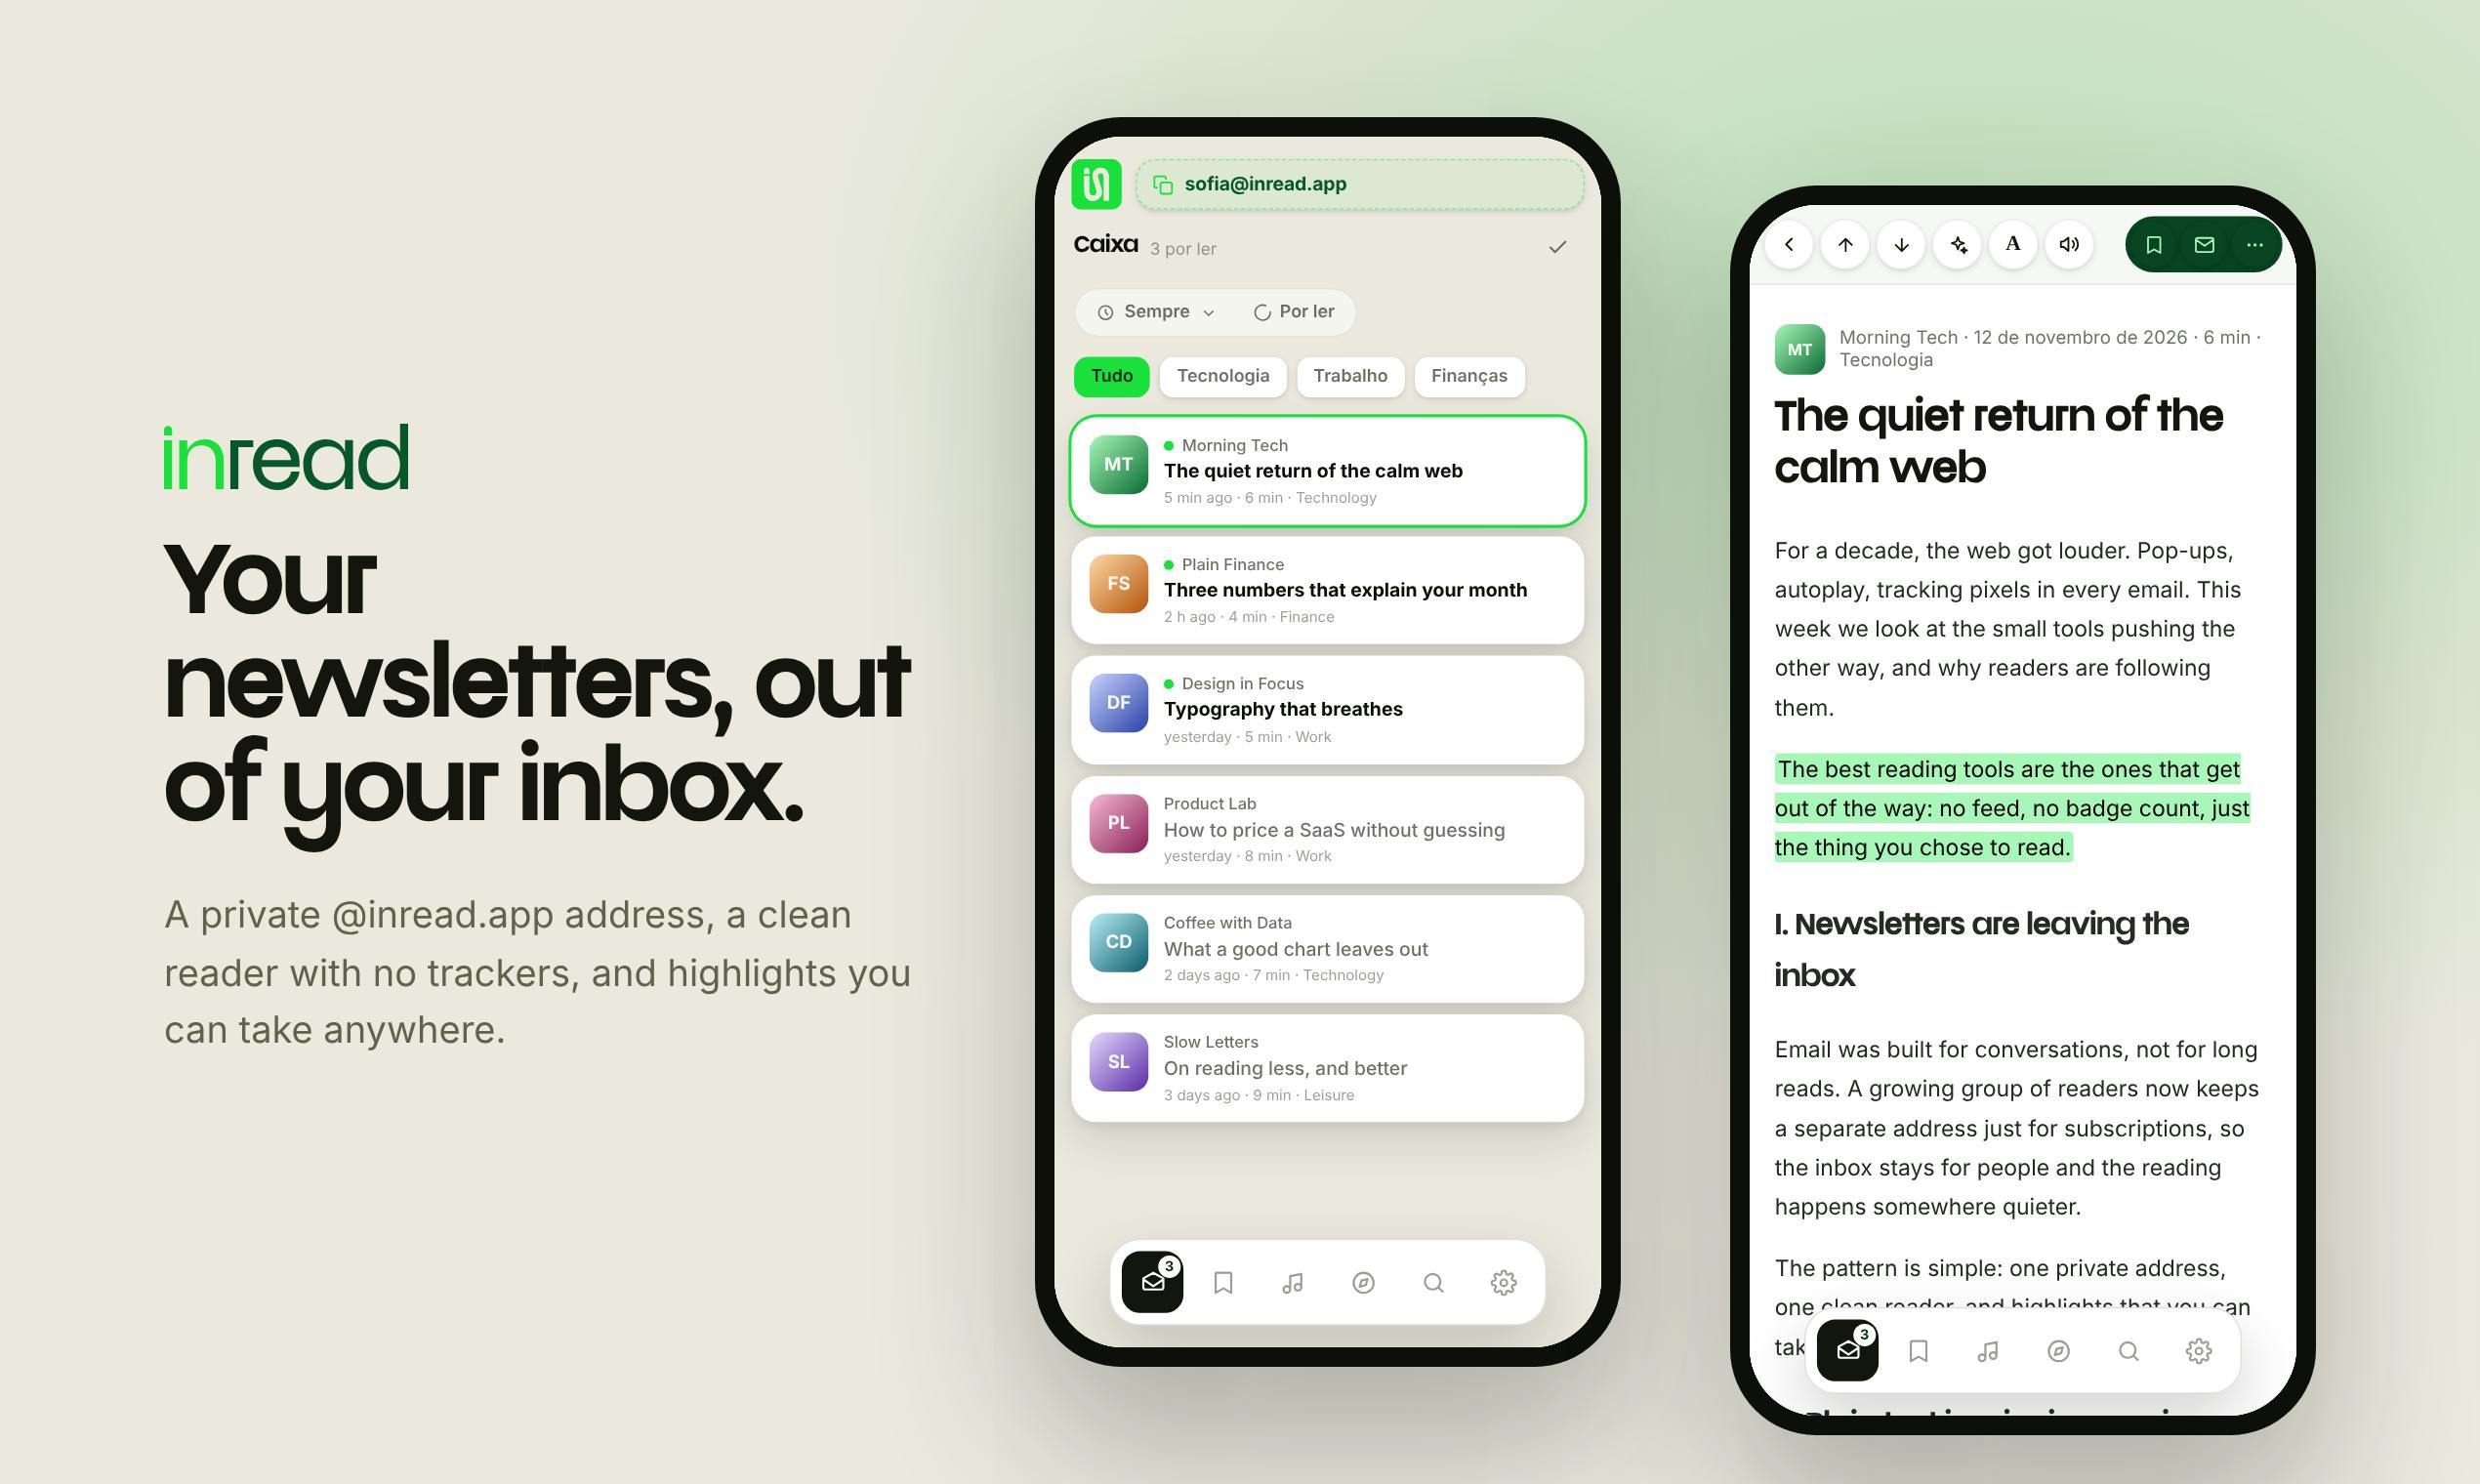 inread
Your
newsletters, out
of your inbox.
A private @inread.app address, a clean
reader with no trackers, and highlights you
can take anywhere.
sofia@inread.app
Caixa 3 por ler
Sempre Por ler
Tudo Tecnologia Trabalho Finanças
MT
Morning Tech
The quiet return of the calm web
5 min ago · 6 min · Technology
FS
Plain Finance
Three numbers that explain your month
2 h ago · 4 min · Finance
DF
Design in Focus
Typography that breathes
yesterday · 5 min · Work
PL
Product Lab
How to price a SaaS without guessing
yesterday · 8 min · Work
CD
Coffee with Data
What a good chart leaves out
2 days ago · 7 min · Technology
SL
Slow Letters
On reading less, and better
3 days ago · 9 min · Leisure
3
A
MT
Morning Tech · 12 de novembro de 2026 · 6 min ·
Tecnologia
The quiet return of the
calm web
For a decade, the web got louder. Pop-ups,
autoplay, tracking pixels in every email. This
week we look at the small tools pushing the
other way, and why readers are following
them.
The best reading tools are the ones that get
out of the way: no feed, no badge count, just
the thing you chose to read.
I. Newsletters are leaving the
inbox
Email was built for conversations, not for long
reads. A growing group of readers now keeps
a separate address just for subscriptions, so
the inbox stays for people and the reading
happens somewhere quieter.
The pattern is simple: one private address,
one clean reader, and highlights that you can
3